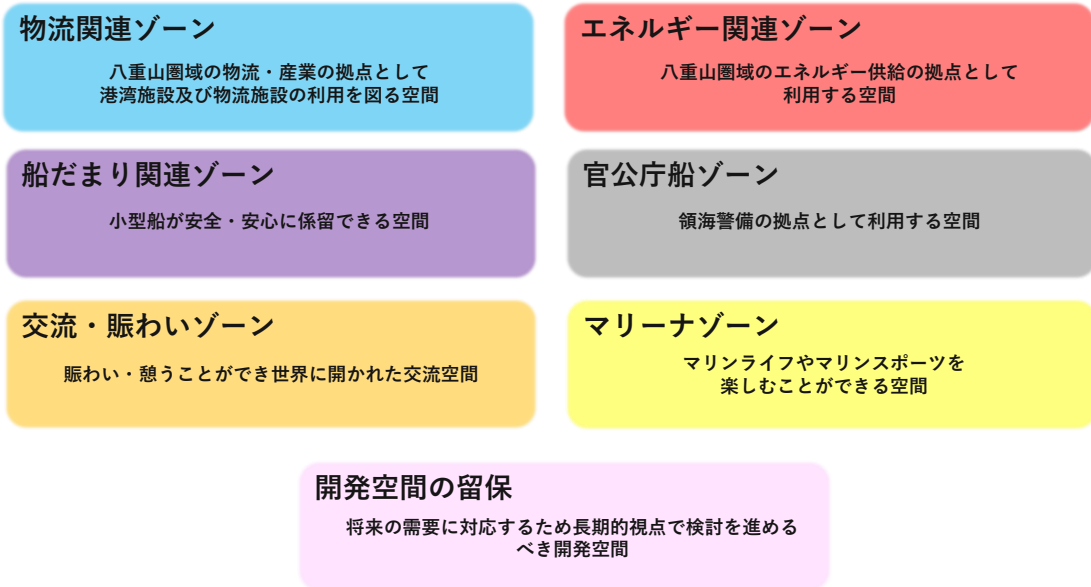 物流関連ゾーン
八重山圏域の物流・産業の拠点として
港湾施設及び物流施設の利用を図る空間
エネルギー関連ゾーン
八重山圏域のエネルギー供給の拠点として
利用する空間
船だまり関連ゾーン
小型船が安全・安心に係留できる空間
官公庁船ゾーン
領海警備の拠点として利用する空間
交流・賑わいゾーン
賑わい・憩うことができ世界に開かれた交流空間
マリーナゾーン
マリンライフやマリンスポーツを
楽しむことができる空間
開発空間の留保
将来の需要に対応するため長期的視点で検討を進める
べき開発空間